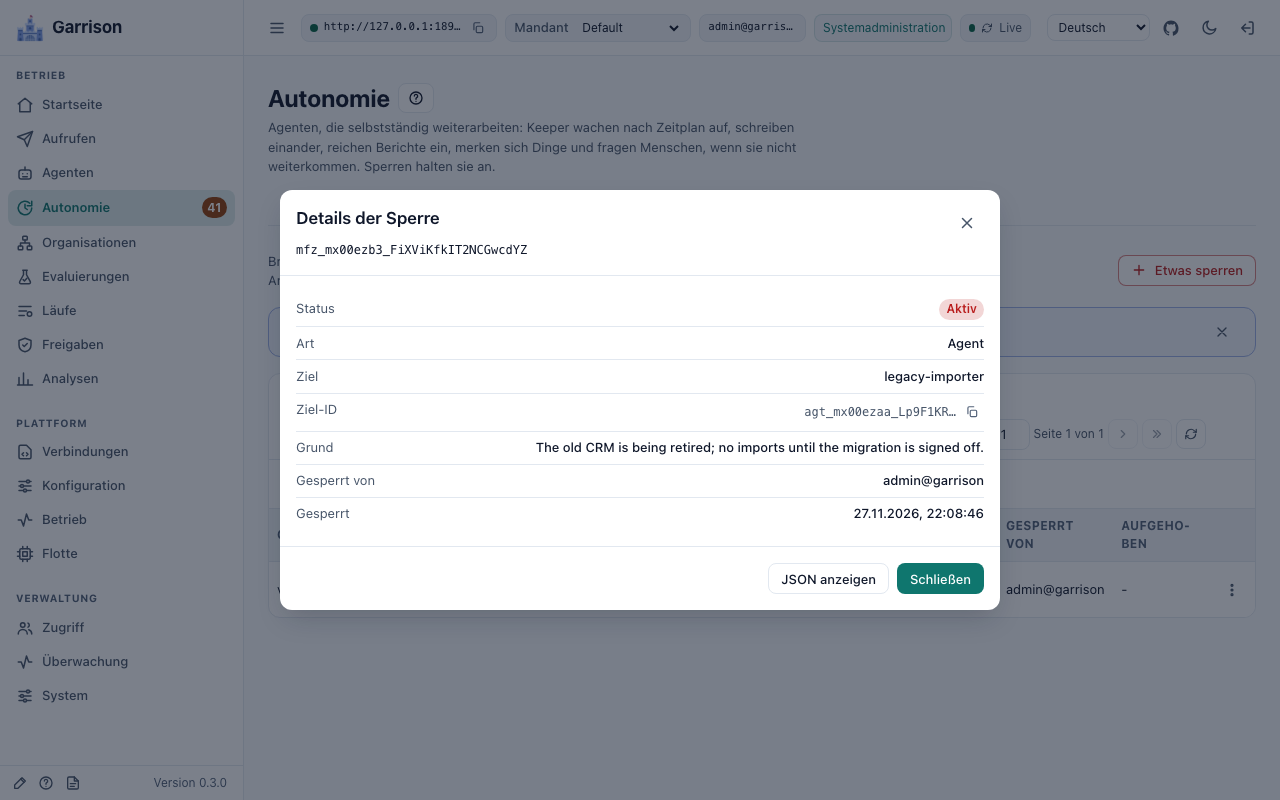 Garrison
http://127.0.0.1:189…
Mandant Default
admin@garris…
Systemadministration
Live
Deutsch
BETRIEB
Startseite
Aufrufen
Agenten
Autonomie 41
Organisationen
Evaluierungen
Läufe
Freigaben
Analysen
PLATTFORM
Verbindungen
Konfiguration
Betrieb
Flotte
VERWALTUNG
Zugriff
Überwachung
System
Version 0.3.0
Autonomie
Agenten, die selbstständig weiterarbeiten: Keeper wachen nach Zeitplan auf, schreiben
einander, reichen Berichte ein, merken sich Dinge und fragen Menschen, wenn sie nicht
weiterkommen. Sperren halten sie an.
Etwas sperren
Details der Sperre
mfz_mx00ezb3_FiXViKfkIT2NCGwcdYZ
Status Aktiv
Art Agent
Ziel legacy-importer
Ziel-ID agt_mx00ezaa_Lp9F1KR…
Grund The old CRM is being retired; no imports until the migration is signed off.
Gesperrt von admin@garrison
Gesperrt 27.11.2026, 22:08:46
JSON anzeigen
Schließen
1 Seite 1 von 1
GESPERRT
VON
AUFGEHO-
BEN
admin@garrison -